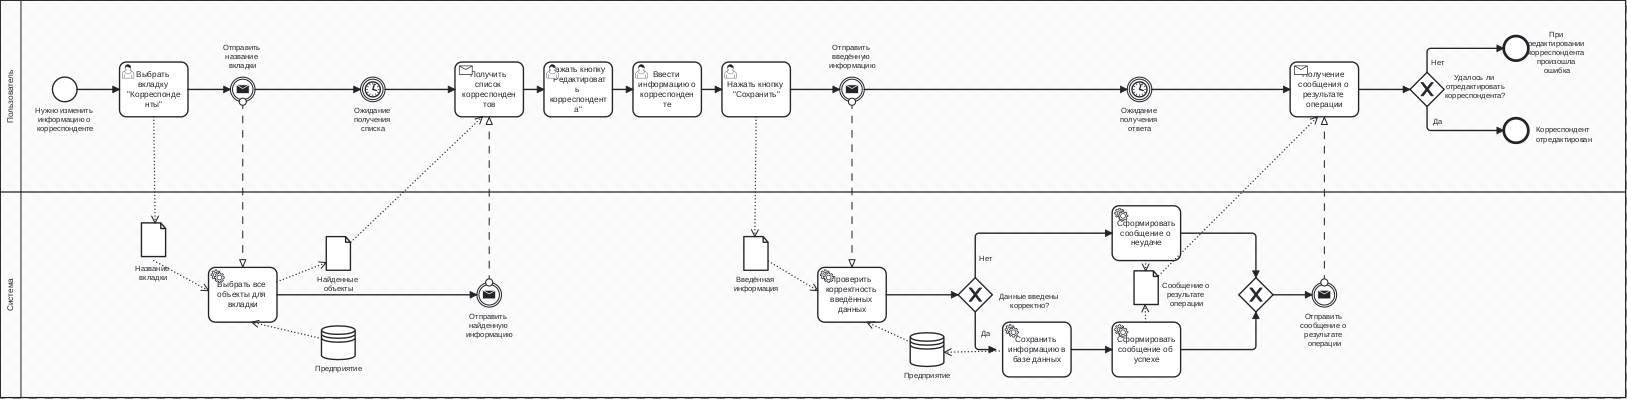 Пользователь
Нужно изменить
информацию о
корреспонденте
Выбрать
вкладку
"Корреспонде
нты"
Отправить
название
вкладки
Ожидание
получения
списка
Получить
список
корреспонден
тов
Нажать кнопку
"Редактироват
ь
корреспондент
а"
Ввести
информацию о
корреспонден
те
Нажать кнопку
"Сохранить"
Отправить
введённую
информацию
Ожидание
получения
ответа
Получение
сообщения о
результате
операции
Нет
Да
Удалось ли
отредактировать
корреспондента?
При
редактировании
корреспондента
произошла
ошибка
Корреспондент
отредактирован
Система
Название
вкладки
Выбрать все
объекты для
вкладки
Найденные
объекты
Предприятие
Отправить
найденную
информацию
Введённая
информация
Проверить
корректность
введённых
данных
Предприятие
Нет
Да
Данные введены
корректно?
Сохранить
информацию в
базе данных
Сформировать
сообщение о
неудаче
Сообщение о
результате
операции
Сформировать
сообщение об
успехе
Отправить
сообщение о
результате
операции